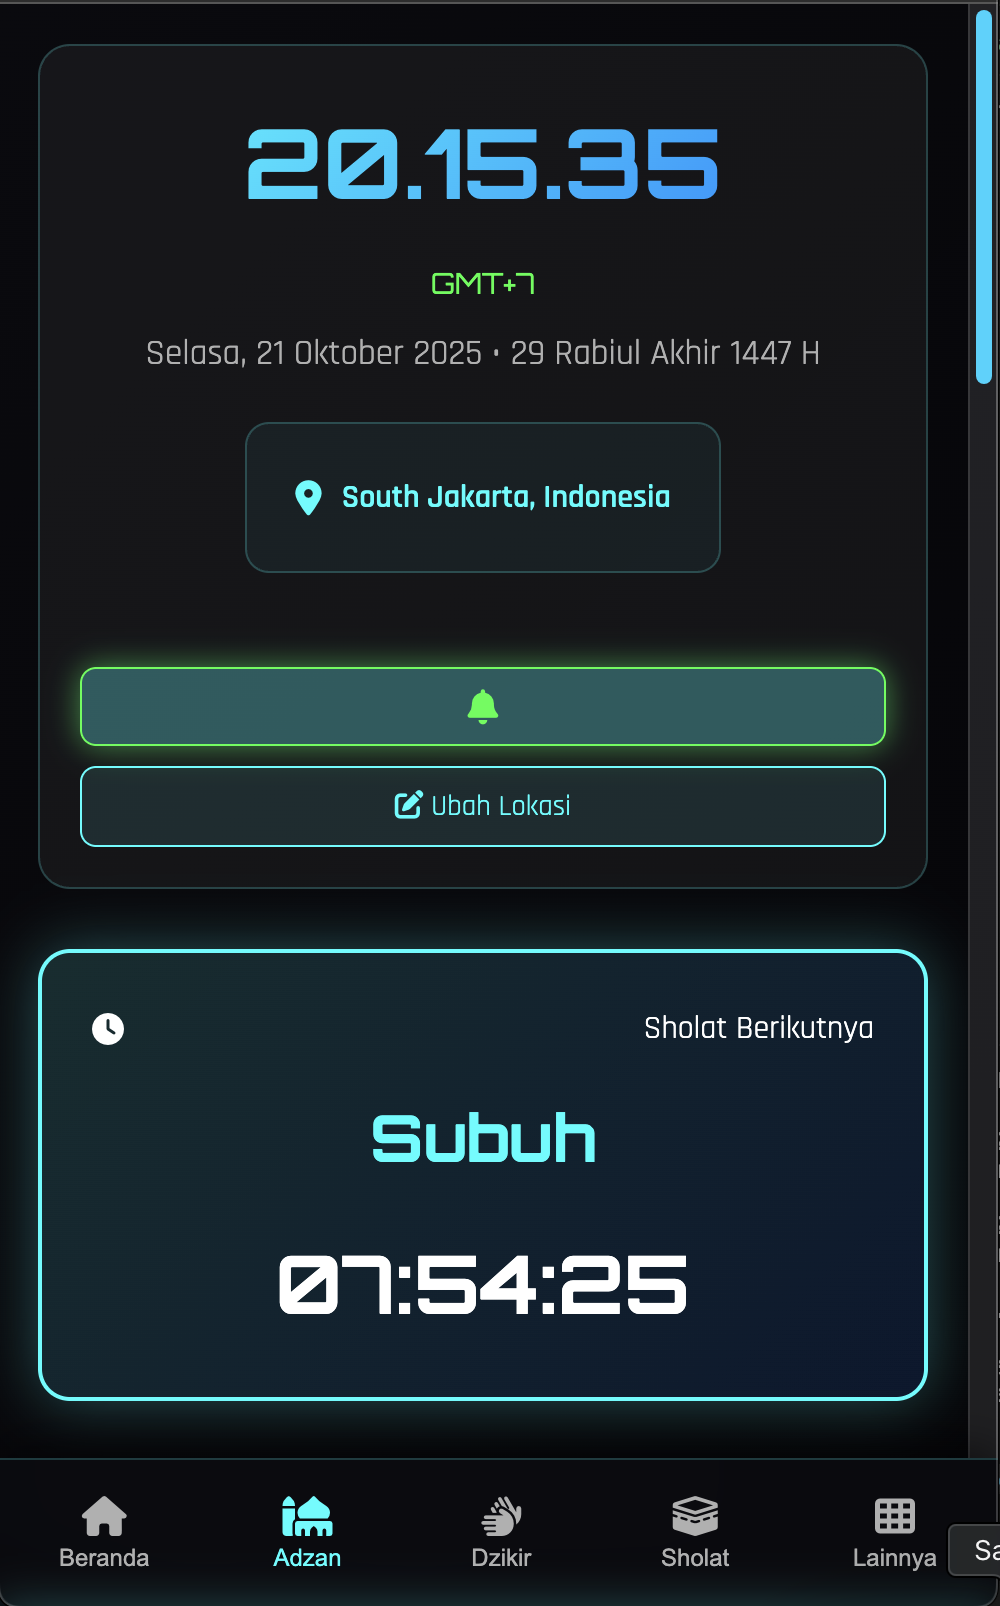 20.15.35
GMT+7
Selasa, 21 Oktober 2025 • 29 Rabiul Akhir 1447 H
South Jakarta, Indonesia
Ubah Lokasi
Sholat Berikutnya
Subuh
07:54:25
Beranda
Adzan
Dzikir
Sholat
Lainnya